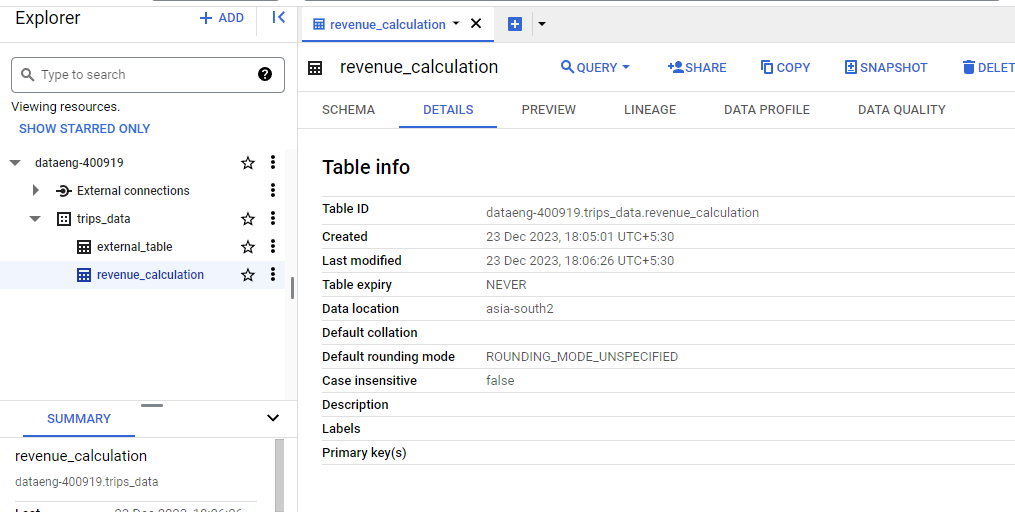 Explorer
+ ADD
revenue_calculation
Type to search
Viewing resources.
SHOW STARRED ONLY
dataeng-400919
External connections
trips_data
external_table
revenue_calculation
SUMMARY
revenue_calculation
dataeng-400919.trips_data
revenue_calculation
QUERY
SHARE
COPY
SNAPSHOT
DELET
SCHEMA
DETAILS
PREVIEW
LINEAGE
DATA PROFILE
DATA QUALITY
Table info
Table ID dataeng-400919.trips_data.revenue_calculation
Created 23 Dec 2023, 18:05:01 UTC+5:30
Last modified 23 Dec 2023, 18:06:26 UTC+5:30
Table expiry NEVER
Data location asia-south2
Default collation
Default rounding mode ROUNDING_MODE_UNSPECIFIED
Case insensitive false
Description
Labels
Primary key(s)